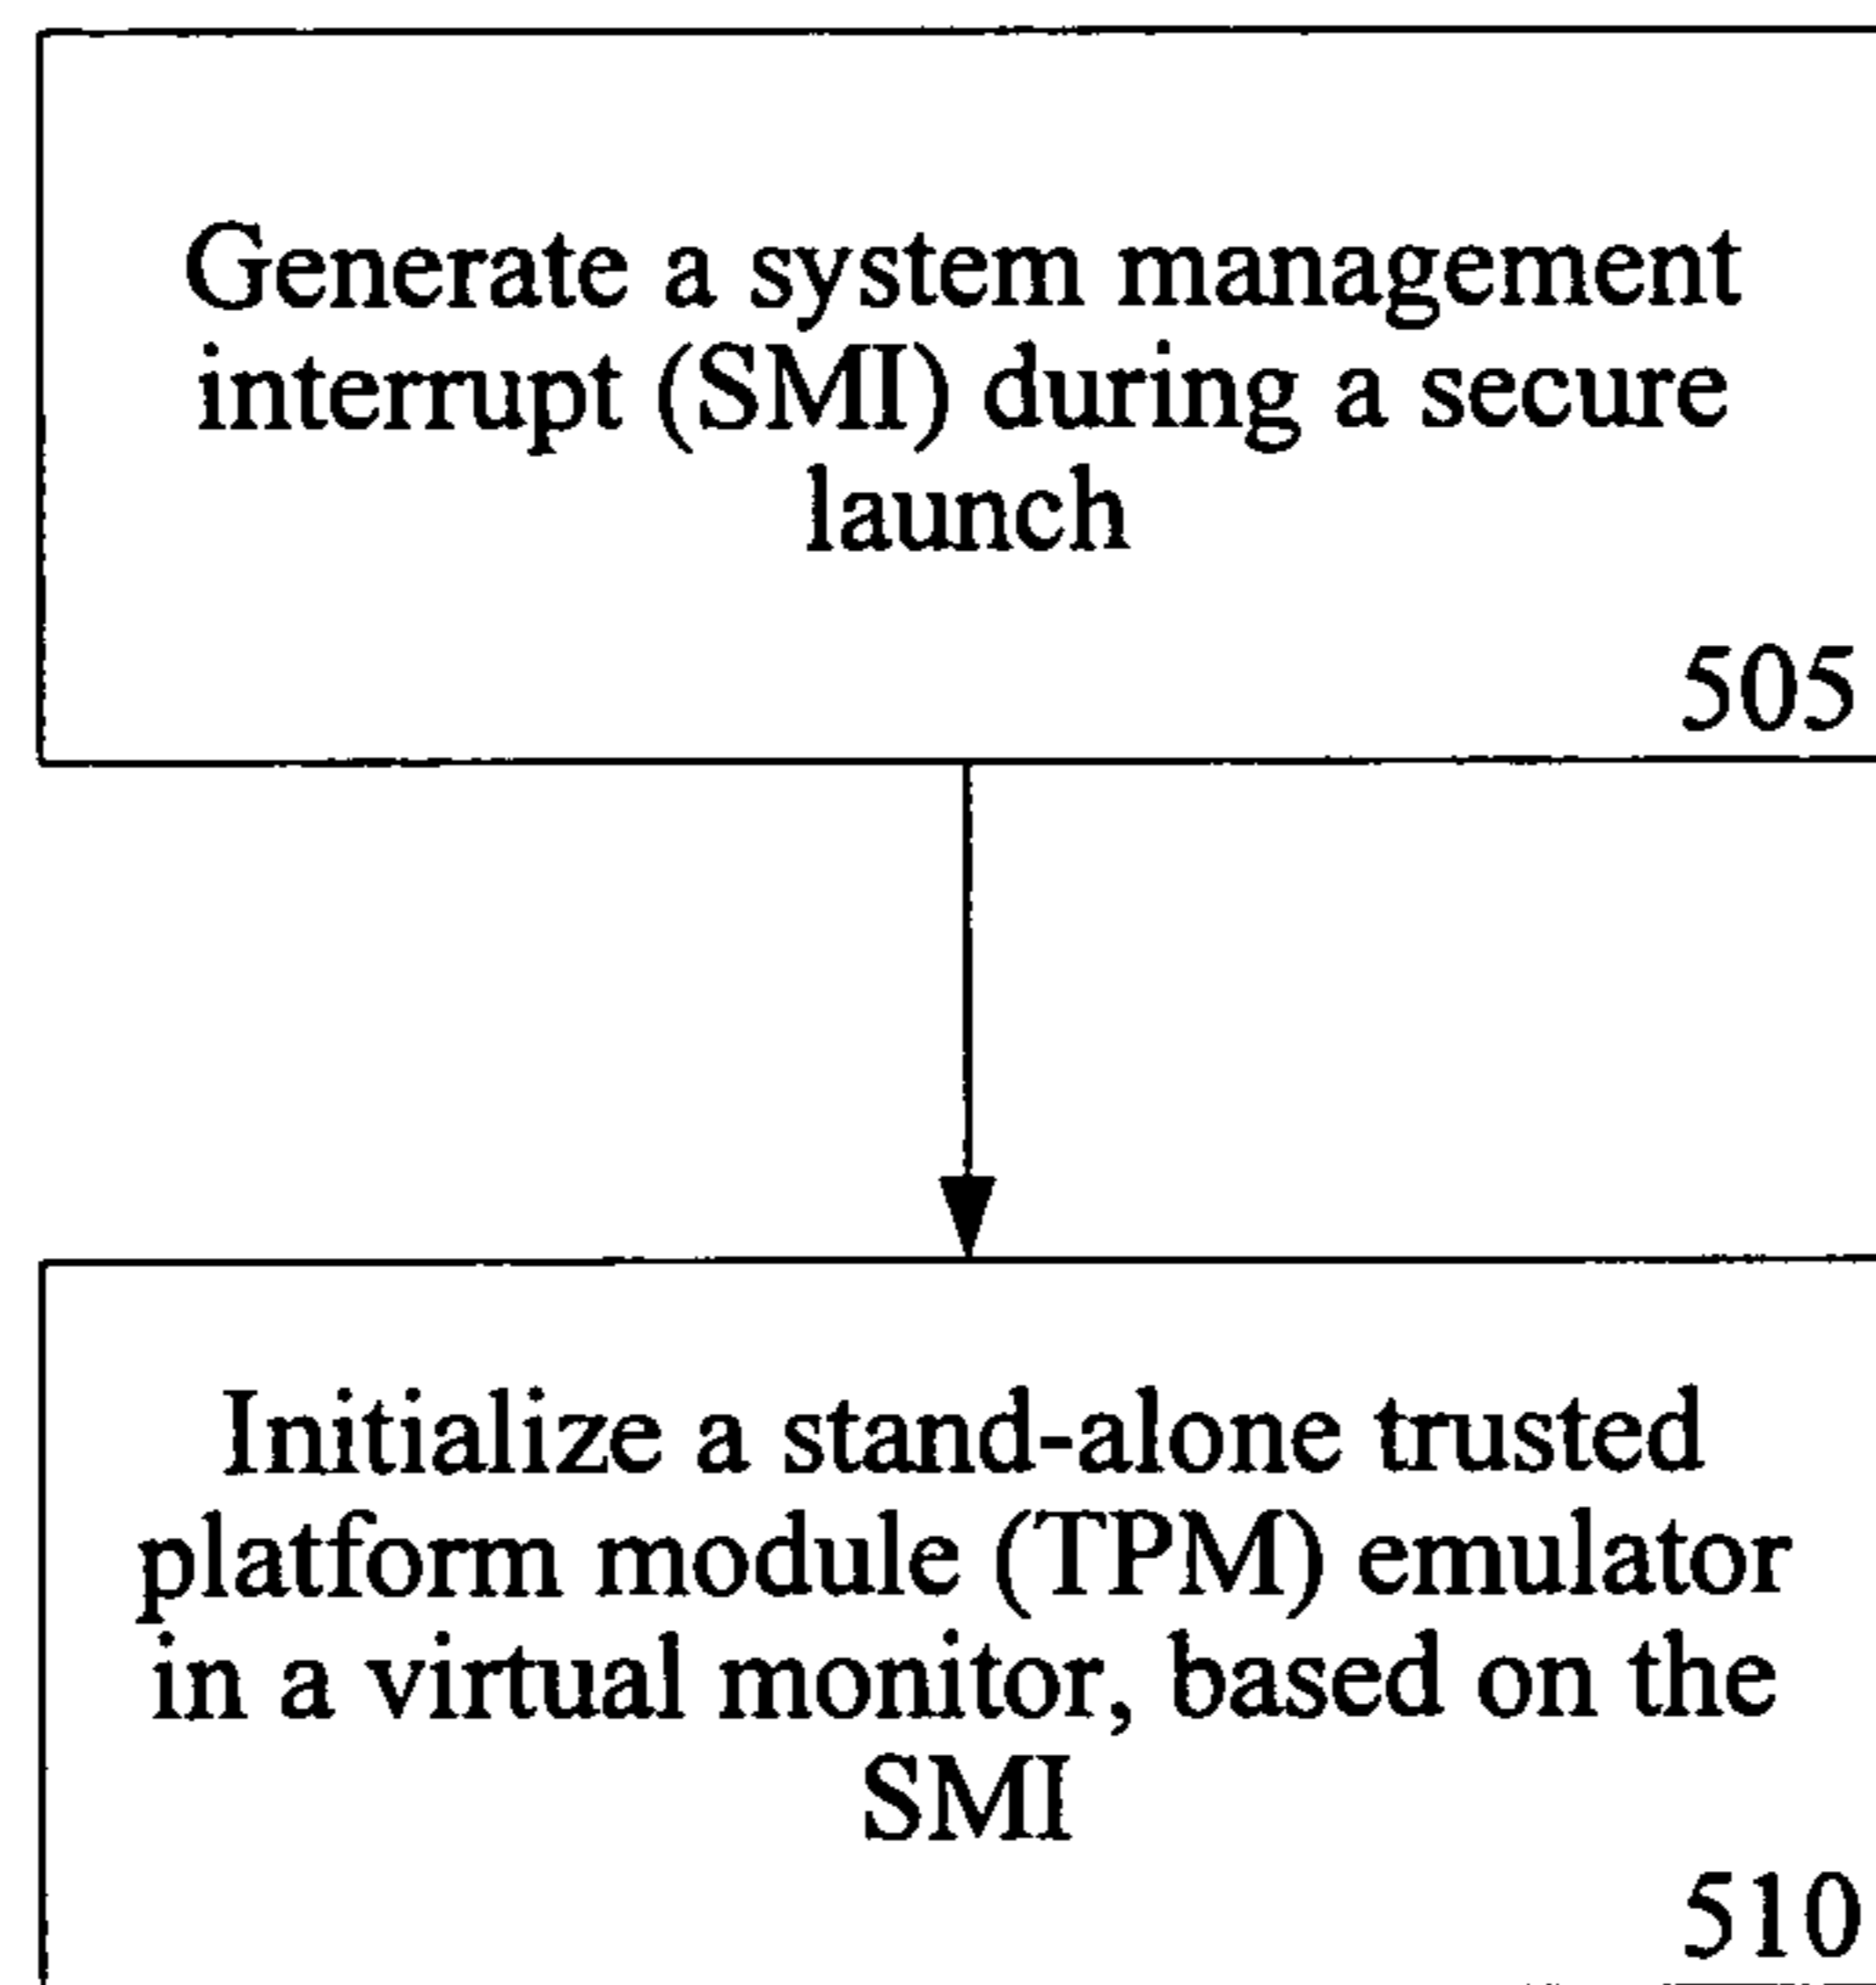 Generate a system management
interrupt (SMI) during a secure
launch
505
Initialize a stand-alone trusted
platform module (TPM) emulator
in a virtual monitor, based on the
SMI
510